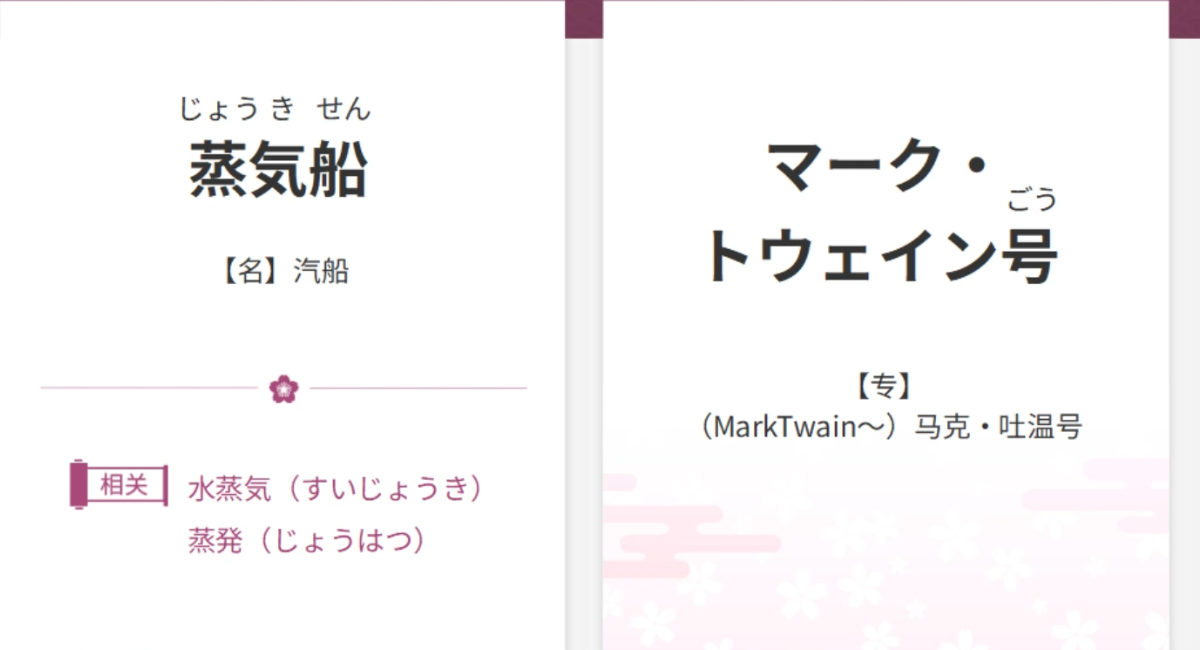 じょうき せん
蒸気船
【名】汽船
相关
水蒸気（すいじょうき）
蒸発（じょうはつ）
マーク・
ごう
トウェイン号
【专】
（MarkTwain～）马克・吐温号